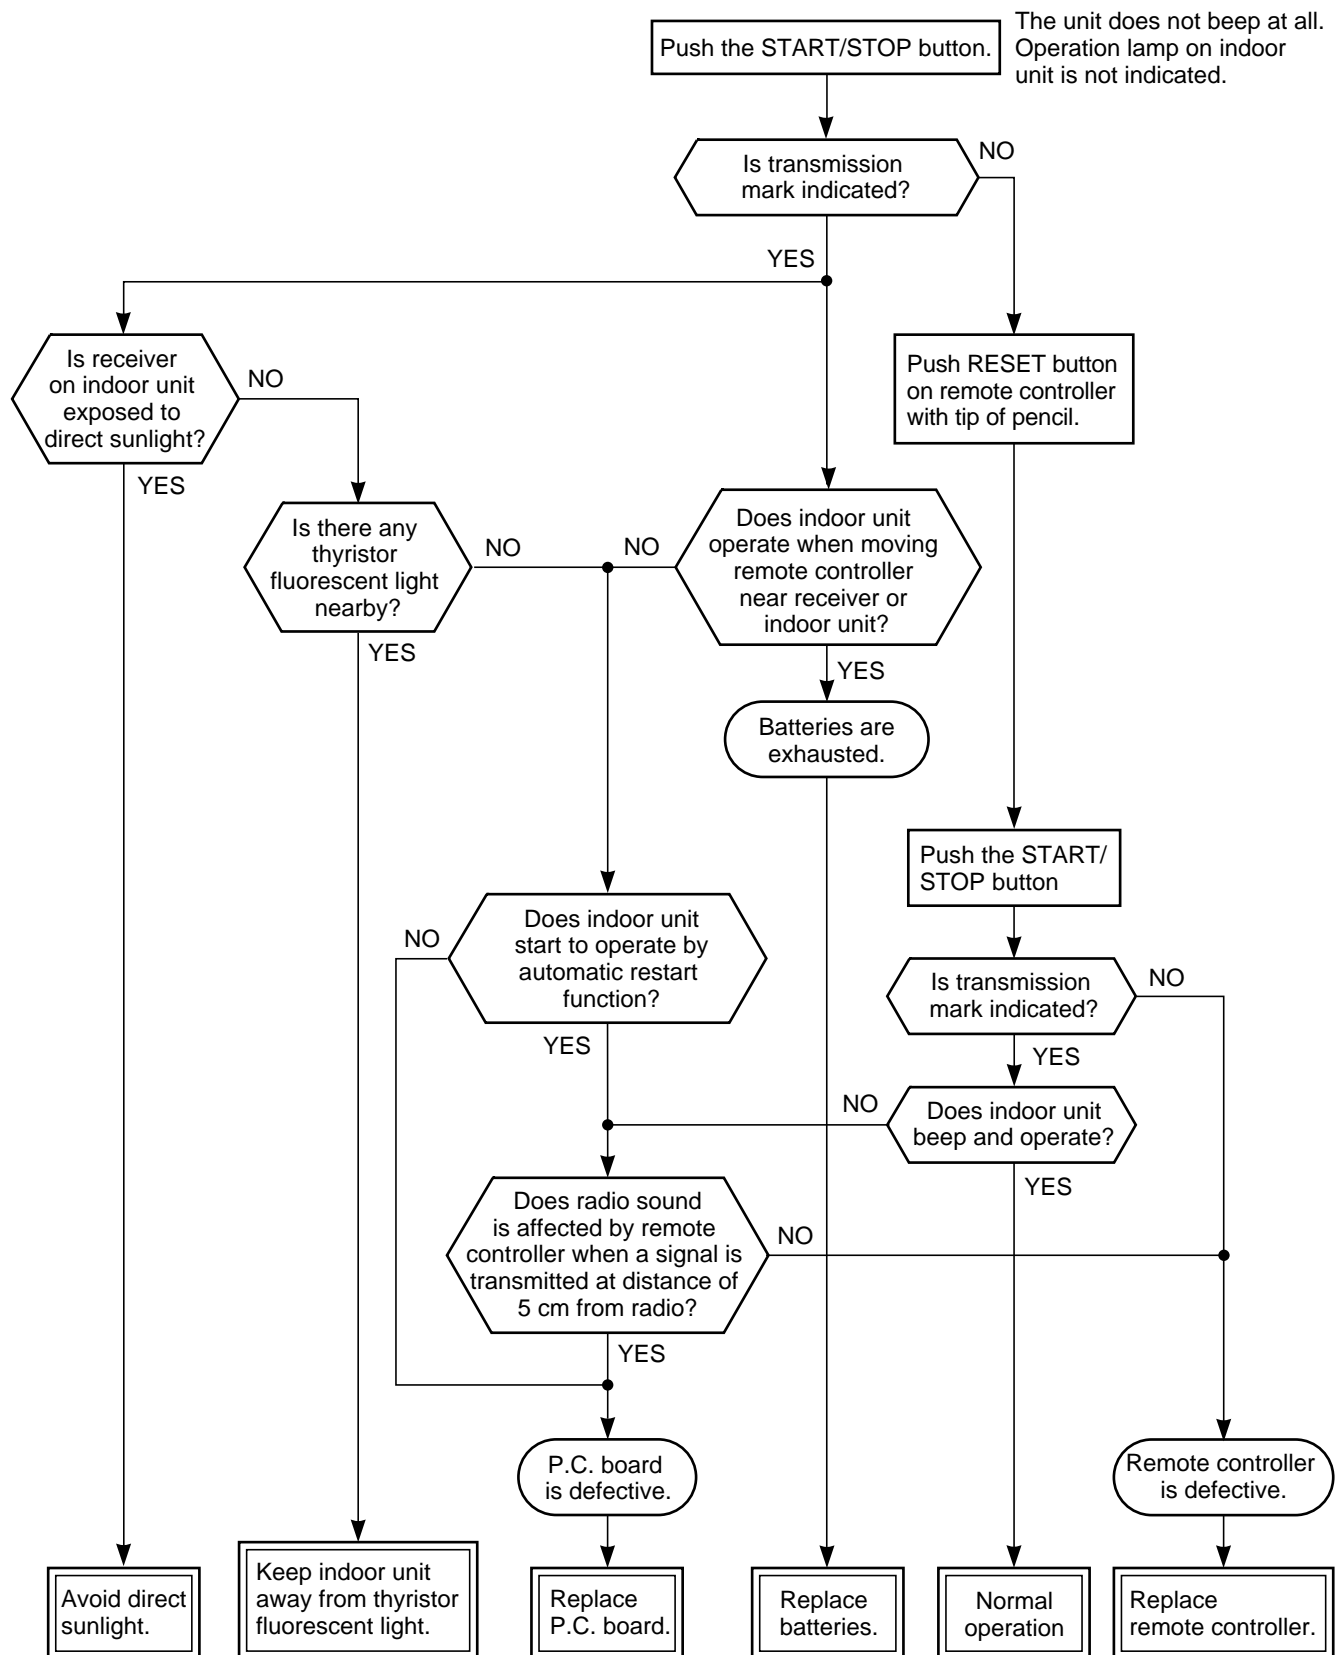 Push the START/STOP button.
The unit does not beep at all.
Operation lamp on indoor
unit is not indicated.
Is transmission
mark indicated?
NO
YES
Is receiver
on indoor unit
exposed to
direct sunlight?
NO
YES
Push RESET button
on remote controller
with tip of pencil.
Is there any
thyristor
fluorescent light
nearby?
NO
YES
NO
Does indoor unit
operate when moving
remote controller
near receiver or
indoor unit?
YES
Batteries are
exhausted.
Push the START/
STOP button
NO
Does indoor unit
start to operate by
automatic restart
function?
YES
Is transmission
mark indicated?
NO
YES
NO
Does indoor unit
beep and operate?
YES
Does radio sound
is affected by remote
controller when a signal is
transmitted at distance of
5 cm from radio?
NO
YES
P.C. board
is defective.
Remote controller
is defective.
Avoid direct
sunlight.
Keep indoor unit
away from thyristor
fluorescent light.
Replace
P.C. board.
Replace
batteries.
Normal
operation
Replace
remote controller.